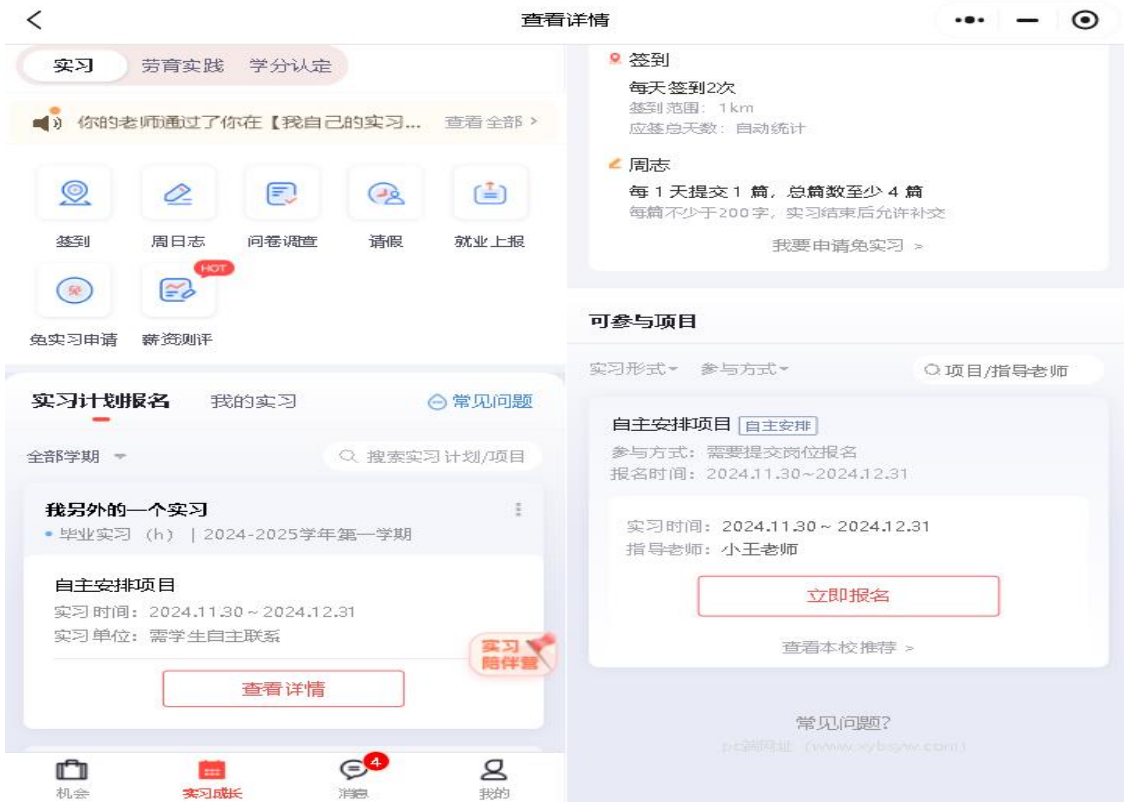 查看详情
实习 劳育实践 学分认定
你的老师通过了你在【我自己的实习... 查看全部 >
签到 周日志 问卷调查 请假 就业上报
HOT
免实习申请 薪资测评
实习计划报名 我的实习 常见问题
全部学期 搜索实习计划/项目
我另外的一个实习
毕业实习（h）| 2024-2025学年第一学期
自主安排项目
实习时间：2024.11.30 ~ 2024.12.31
实习单位：需学生自主联系
实习
陪伴营
查看详情
4
机会 实习成长 消息 我的
签到
每天签到2次
签到范围：1km
应签总天数：自动统计
周志
每 1 天提交 1 篇，总篇数至少 4 篇
每篇不少于200字，实习结束后允许补交
我要申请免实习 >
可参与项目
实习形式 参与方式 项目/指导老师
自主安排项目 自主安排
参与方式：需要提交岗位报名
报名时间：2024.11.30~2024.12.31
实习时间：2024.11.30 ~ 2024.12.31
指导老师：小王老师
立即报名
查看本校推荐 >
常见问题?
pc端网址（www.xybsyw.com）